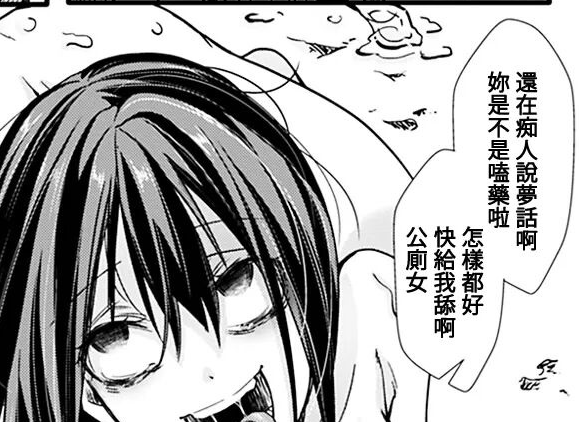 還在痴人說夢話啊
妳是不是嗑藥啦
怎樣都好
快給我舔啊
公廁女